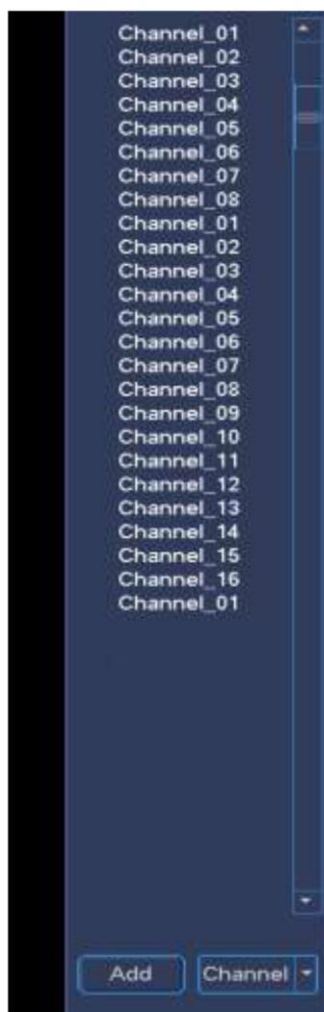 Channel_01
Channel_02
Channel_03
Channel_04
Channel_05
Channel_06
Channel_07
Channel_08
Channel_01
Channel_02
Channel_03
Channel_04
Channel_05
Channel_06
Channel_07
Channel_08
Channel_09
Channel_10
Channel_11
Channel_12
Channel_13
Channel_14
Channel_15
Channel_16
Channel_01
Add Channel